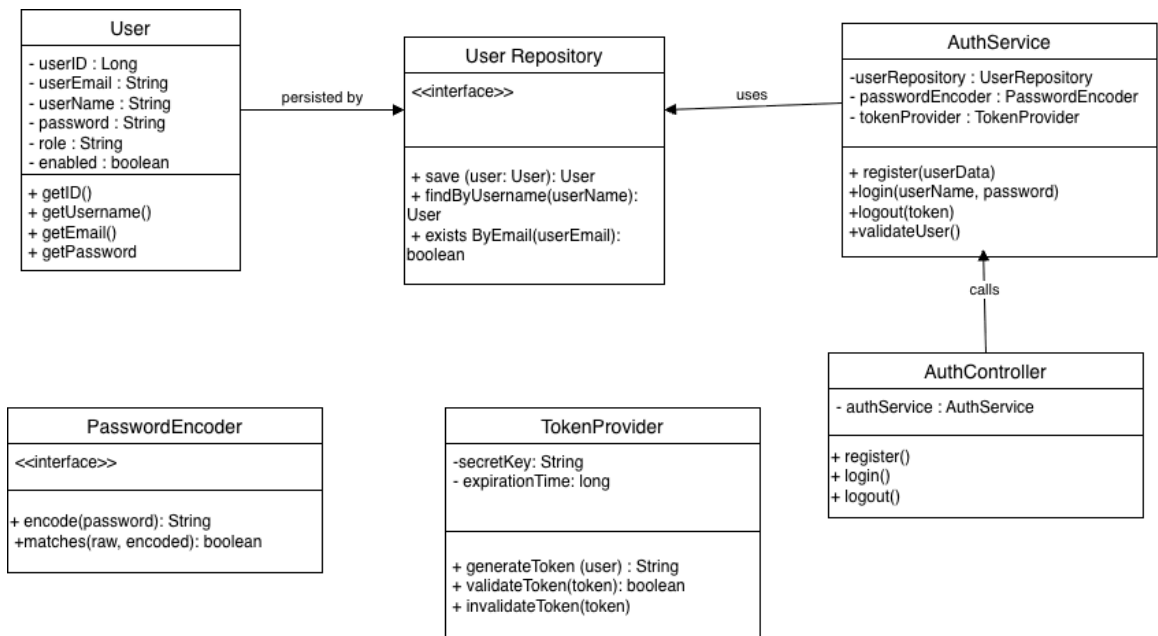 User
- userID : Long
- userEmail : String
- userName : String
- password : String
- role : String
- enabled : boolean
+ getID()
+ getUsername()
+ getEmail()
+ getPassword
persisted by
User Repository
<<interface>>
+ save (user: User): User
+ findByUsername(userName):
User
+ exists ByEmail(userEmail):
boolean
uses
AuthService
-userRepository : UserRepository
- passwordEncoder : PasswordEncoder
- tokenProvider : TokenProvider
+ register(userData)
+login(userName, password)
+logout(token)
+validateUser()
calls
AuthController
- authService : AuthService
+ register()
+ login()
+ logout()
PasswordEncoder
<<interface>>
+ encode(password): String
+matches(raw, encoded): boolean
TokenProvider
-secretKey: String
- expirationTime: long
+ generateToken (user) : String
+ validateToken(token): boolean
+ invalidateToken(token)